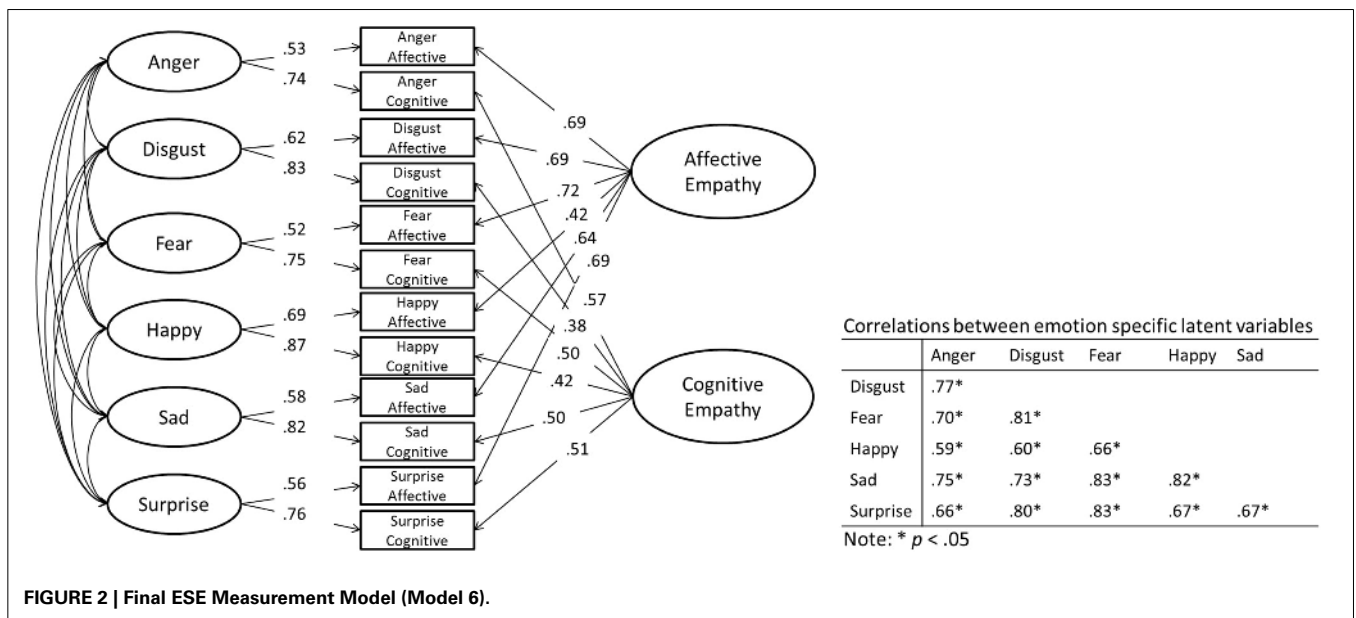 Anger
Disgust
Fear
Happy
Sad
Surprise
.53
.74
.62
.83
.52
.75
.69
.87
.58
.82
.56
.76
Anger
Affective
Anger
Cognitive
Disgust
Affective
Disgust
Cognitive
Fear
Affective
Fear
Cognitive
Happy
Affective
Happy
Cognitive
Sad
Affective
Sad
Cognitive
Surprise
Affective
Surprise
Cognitive
.69
.69
.72
.42
.64
.69
.57
.38
.50
.42
.50
.51
Affective
Empathy
Cognitive
Empathy
Correlations between emotion specific latent variables
Anger Disgust Fear Happy Sad
Disgust .77*
Fear .70* .81*
Happy .59* .60* .66*
Sad .75* .73* .83* .82*
Surprise .66* .80* .83* .67* .67*
Note: * p < .05
FIGURE 2 | Final ESE Measurement Model (Model 6).